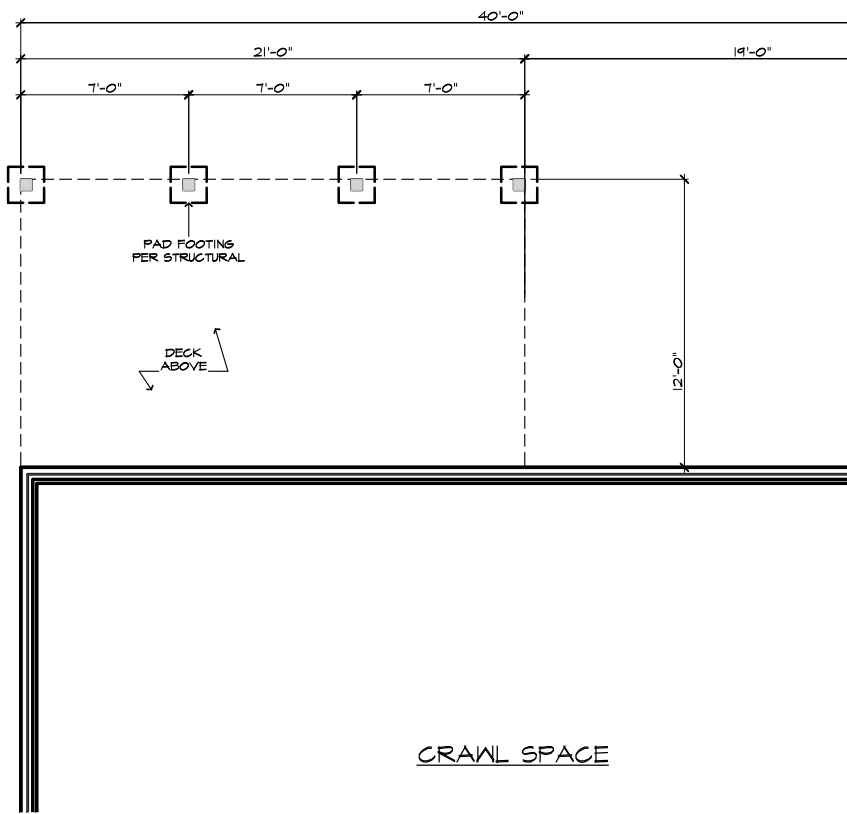 40'-0"
21'-0"
19'-0"
7'-0"
7'-0"
7'-0"
PAD FOOTING
PER STRUCTURAL
DECK
ABOVE
12'-0"
CRAWL SPACE